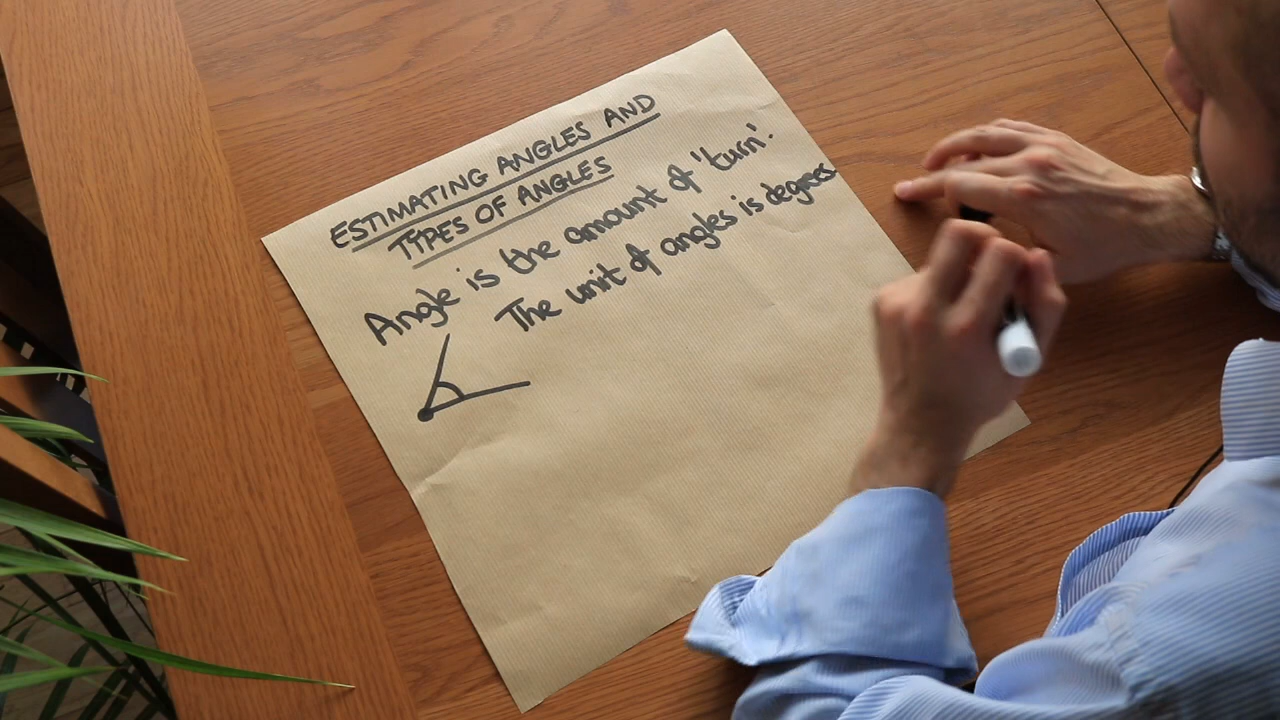 ESTIMATING ANGLES AND
TYPES OF ANGLES
Angle is the amount of 'turn'.
The unit of angles is degrees